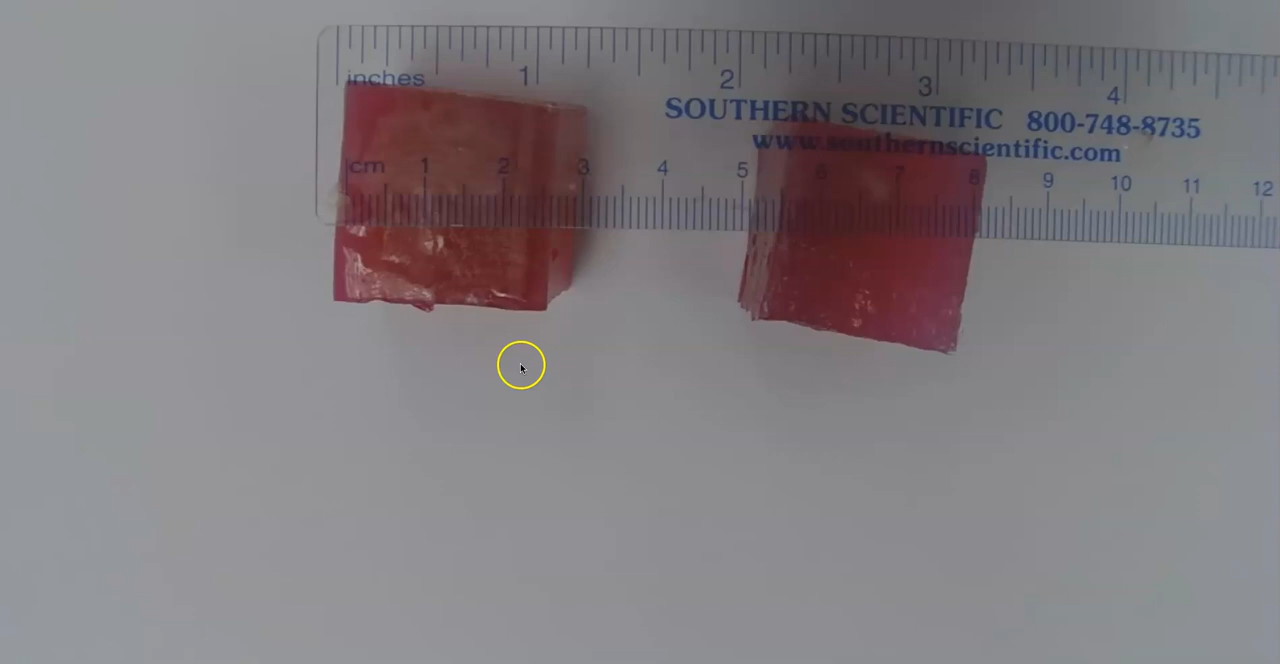 inches 1 2 3 4
SOUTHERN SCIENTIFIC 800-748-8735
www.southernscientific.com
cm 1 2 3 4 5 6 7 8 9 10 11 12